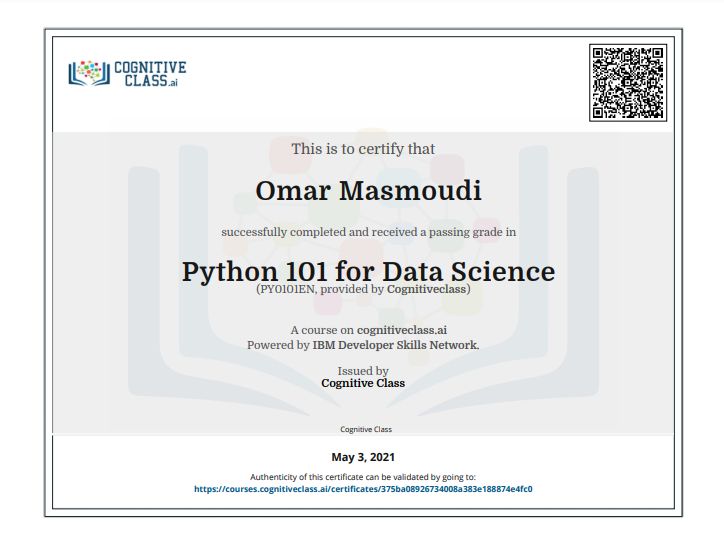 COGNITIVE
CLASS.ai
This is to certify that
Omar Masmoudi
successfully completed and received a passing grade in
Python 101 for Data Science
(PY0101EN, provided by Cognitiveclass)
A course on cognitiveclass.ai
Powered by IBM Developer Skills Network.
Issued by
Cognitive Class
Cognitive Class
May 3, 2021
Authenticity of this certificate can be validated by going to:
https://courses.cognitiveclass.ai/certificates/375ba08926734008a383e188874e4fc0